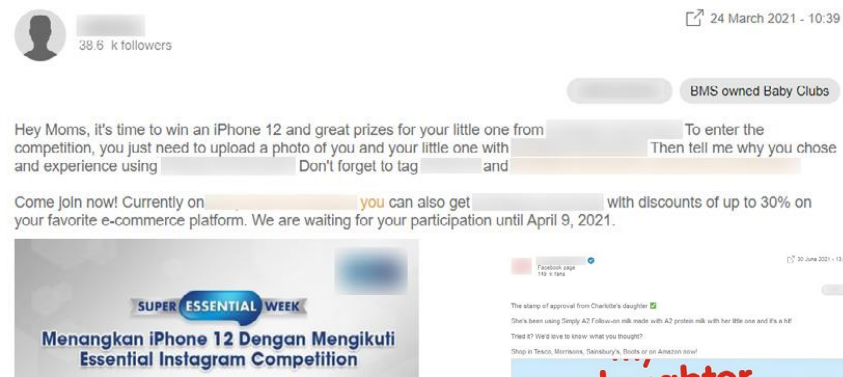 24 March 2021 - 10:39
38.6 k followers
BMS owned Baby Clubs
Hey Moms, it's time to win an iPhone 12 and great prizes for your little one from To enter the
competition, you just need to upload a photo of you and your little one with Then tell me why you chose
and experience using Don't forget to tag and
Come join now! Currently on you can also get with discounts of up to 30% on
your favorite e-commerce platform. We are waiting for your participation until April 9, 2021.
SUPER ESSENTIAL WEEK
Menangkan iPhone 12 Dengan Mengikuti
Essential Instagram Competition
Facebook page
30 June 2021 - 13
The stamp of approval from Charlotte's daughter ✅
She's been using Simply A2 Follow-on milk made with A2 protein milk with her little one and it's a hit!
Tried it? We'd love to know what you thought?
Shop in Tesco, Morrisons, Sainsbury's, Boots or on Amazon now!